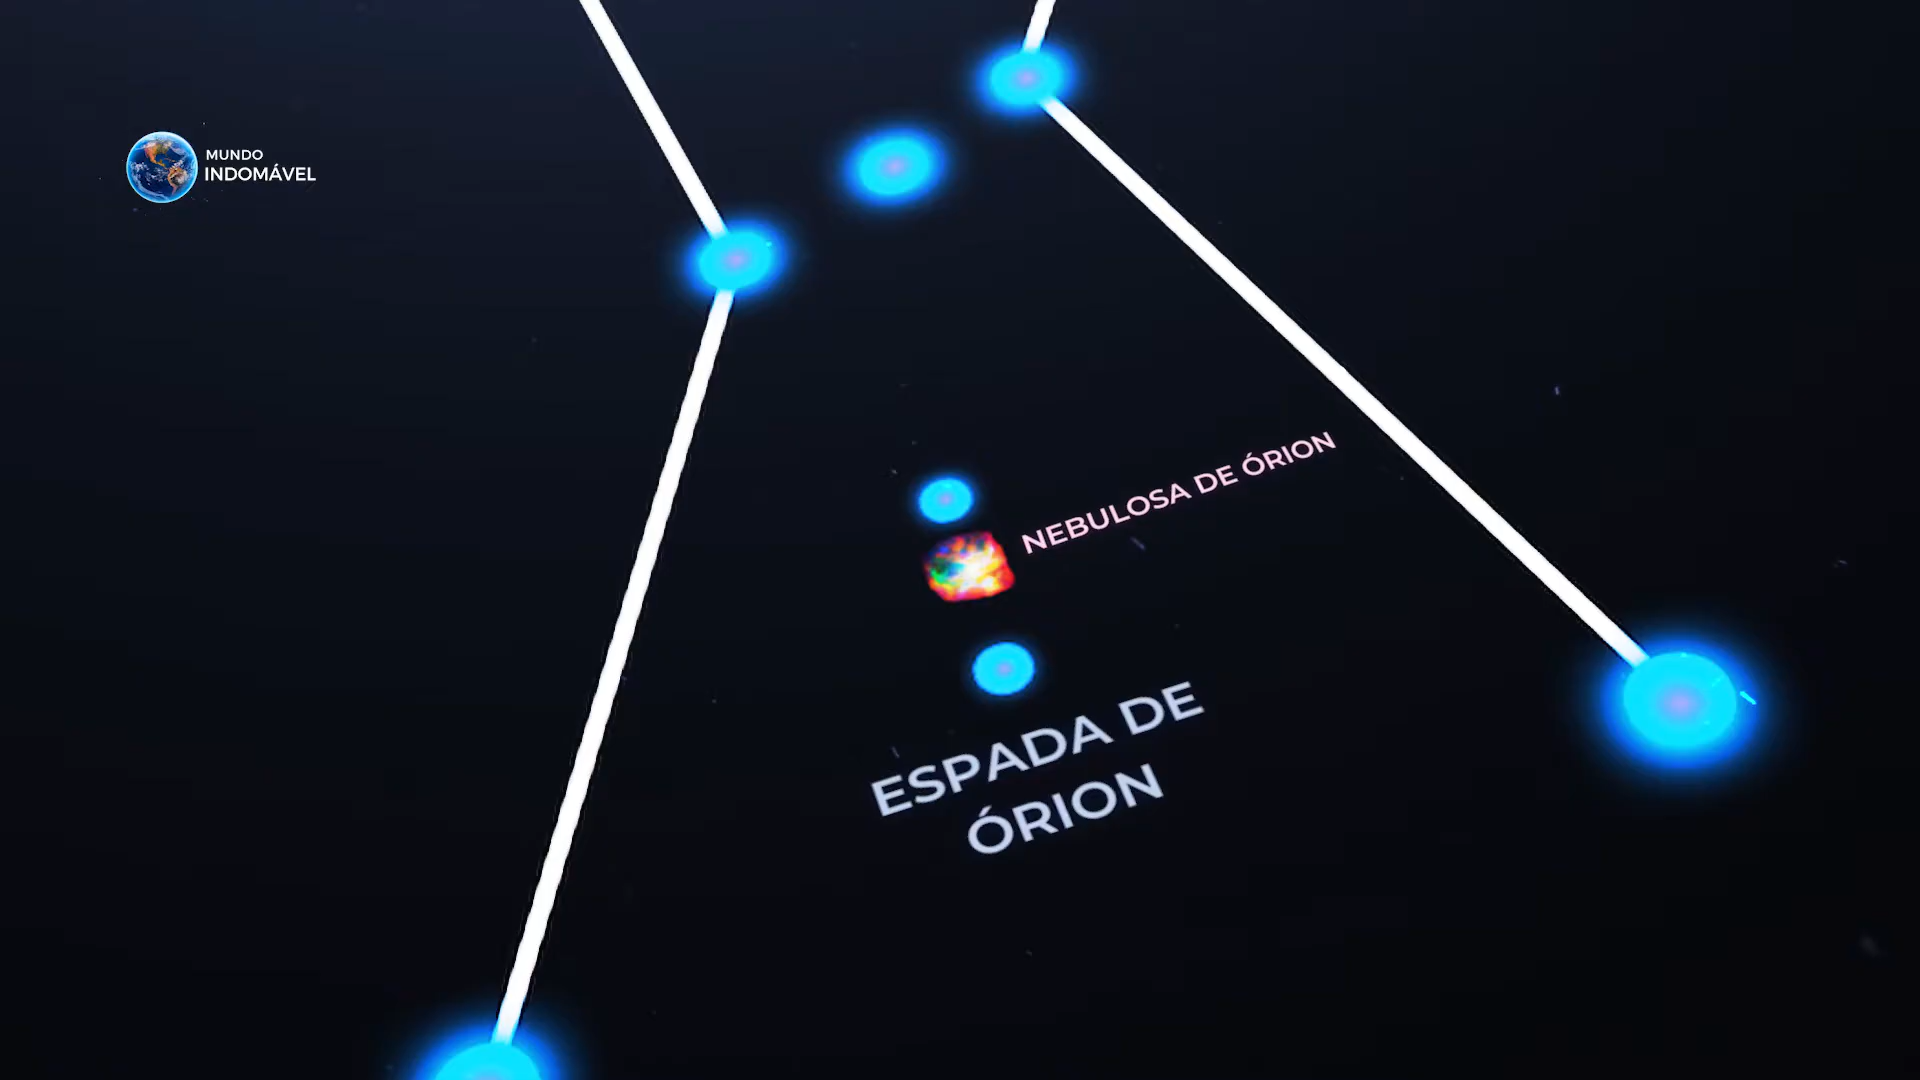 MUNDO
INDOMÁVEL
NEBULOSA DE ÓRION
ESPADA DE
ÓRION